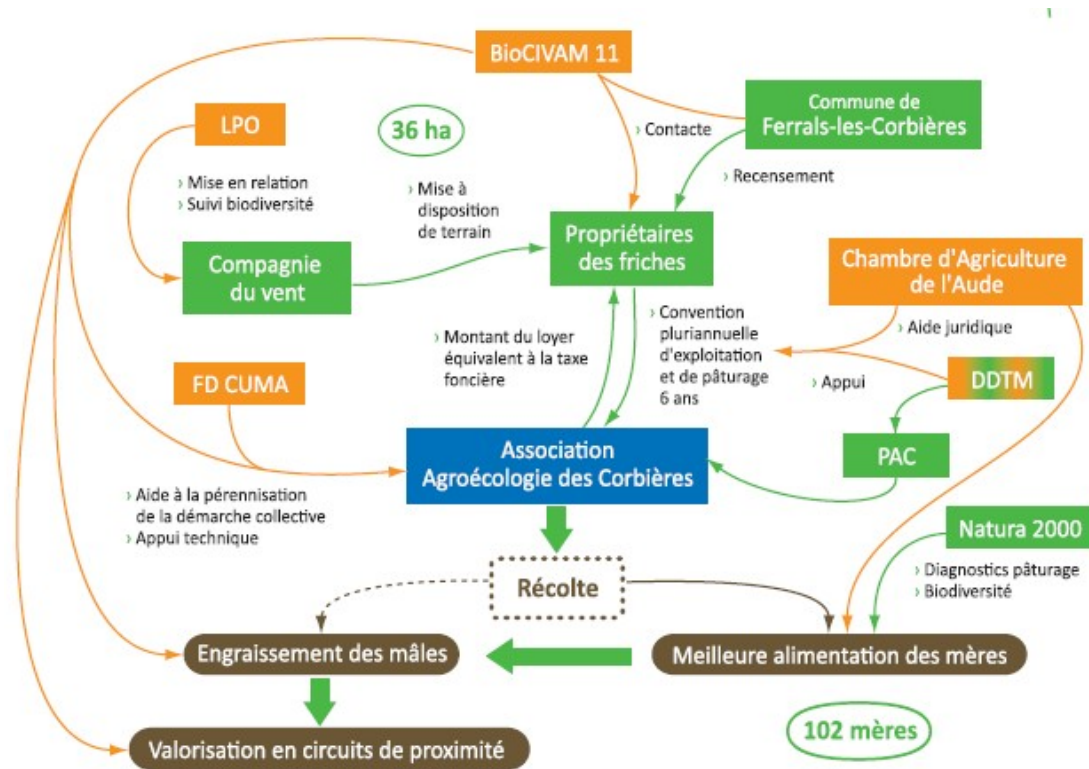 BioCIVAM 11
LPO
36 ha
› Contacte
Commune de
Ferrals-les-Corbières
› Mise en relation
› Suivi biodiversité
› Mise à
disposition
de terrain
› Recensement
Compagnie
du vent
Propriétaires
des friches
Chambre d'Agriculture
de l'Aude
› Montant du loyer
équivalent à la taxe
foncière
› Convention
pluriannuelle
d'exploitation
et de pâturage
6 ans
› Aide juridique
FD CUMA
› Appui
DDTM
Association
Agroécologie des Corbières
PAC
› Aide à la pérennisation
de la démarche collective
› Appui technique
Natura 2000
› Diagnostics pâturage
› Biodiversité
Récolte
Engraissement des mâles
Meilleure alimentation des mères
102 mères
Valorisation en circuits de proximité